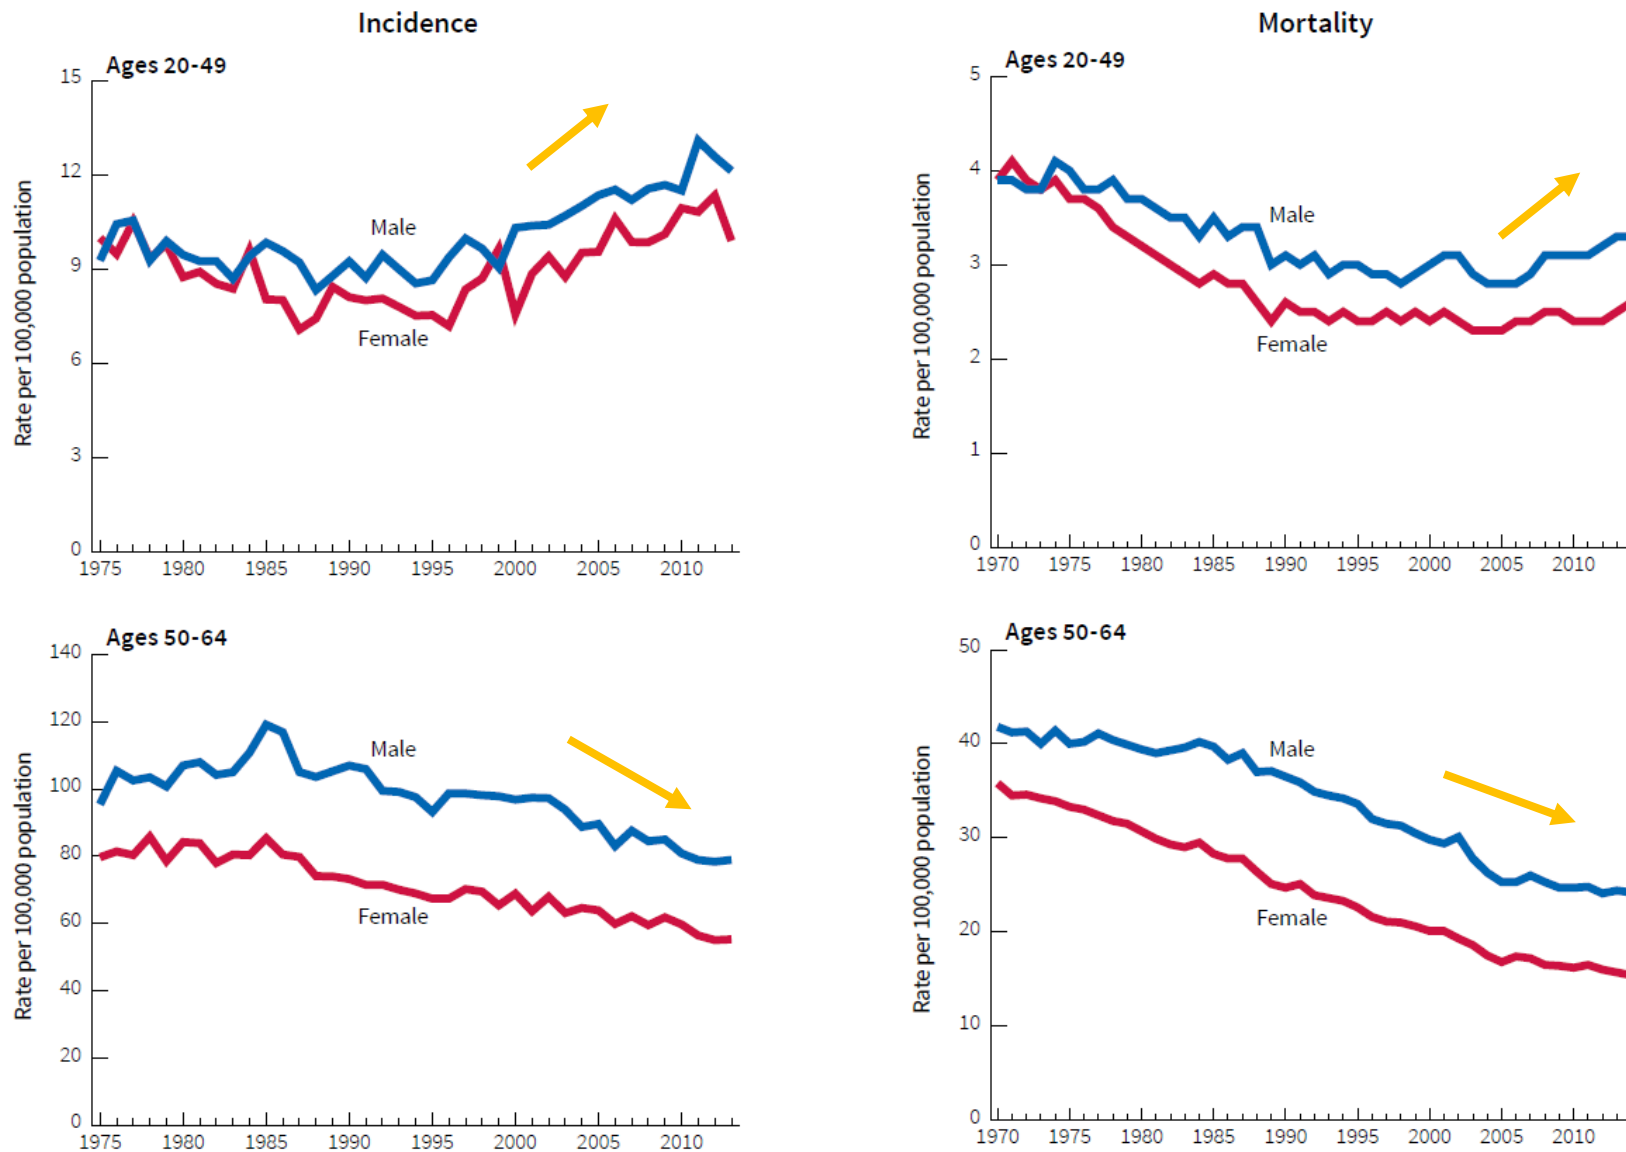 Incidence
Mortality
Ages 20-49
15
12
9
6
3
0
Rate per 100,000 population
Male
Female
1975 1980 1985 1990 1995 2000 2005 2010
Ages 20-49
5
4
3
2
1
0
Rate per 100,000 population
Male
Female
1970 1975 1980 1985 1990 1995 2000 2005 2010
Ages 50-64
140
120
100
80
60
40
20
0
Rate per 100,000 population
Male
Female
1975 1980 1985 1990 1995 2000 2005 2010
Ages 50-64
50
40
30
20
10
0
Rate per 100,000 population
Male
Female
1970 1975 1980 1985 1990 1995 2000 2005 2010